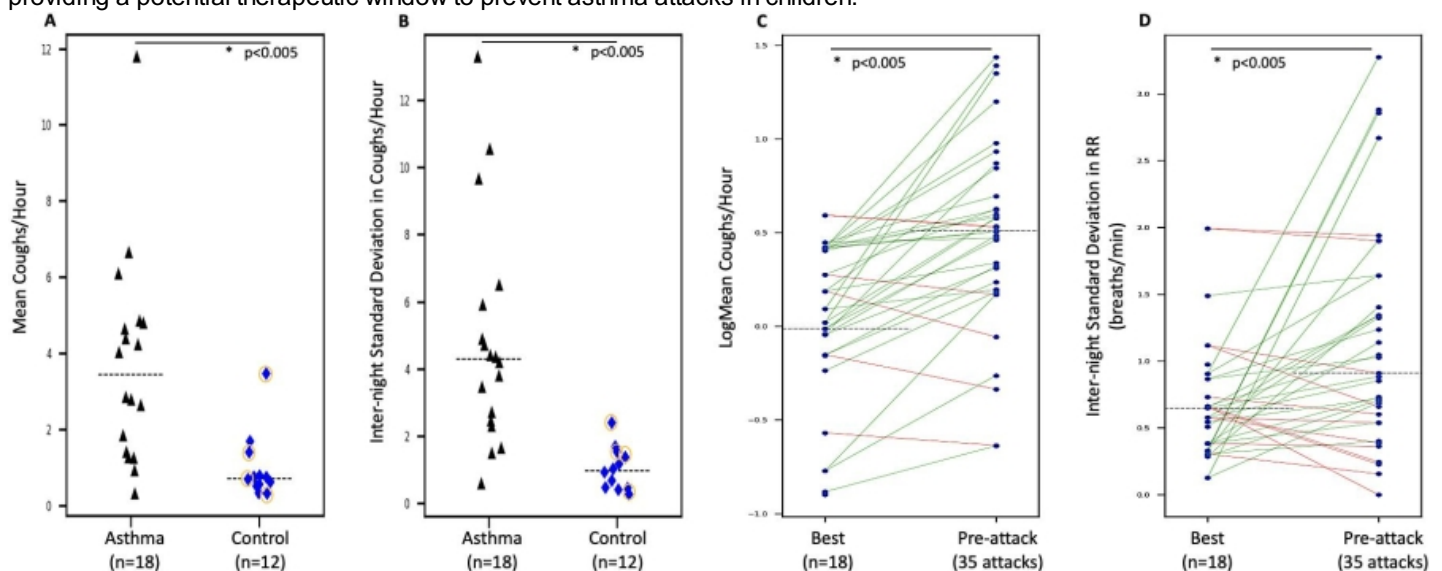 providing a potential therapeutic window to prevent asthma attacks in children.
A
B
C
D
* p<0.005
* p<0.005
* p<0.005
* p<0.005
Mean Coughs/Hour
12
10
8
6
4
2
0
Asthma
(n=18)
Control
(n=12)
Inter-night Standard Deviation in Coughs/Hour
12
10
8
6
4
2
0
Asthma
(n=18)
Control
(n=12)
LogMean Coughs/Hour
1.5
1.0
0.5
0.0
−0.5
−1.0
Best
(n=18)
Pre-attack
(35 attacks)
Inter-night Standard Deviation in RR
(breaths/min)
3.0
2.5
2.0
1.5
1.0
0.5
0.0
Best
(n=18)
Pre-attack
(35 attacks)